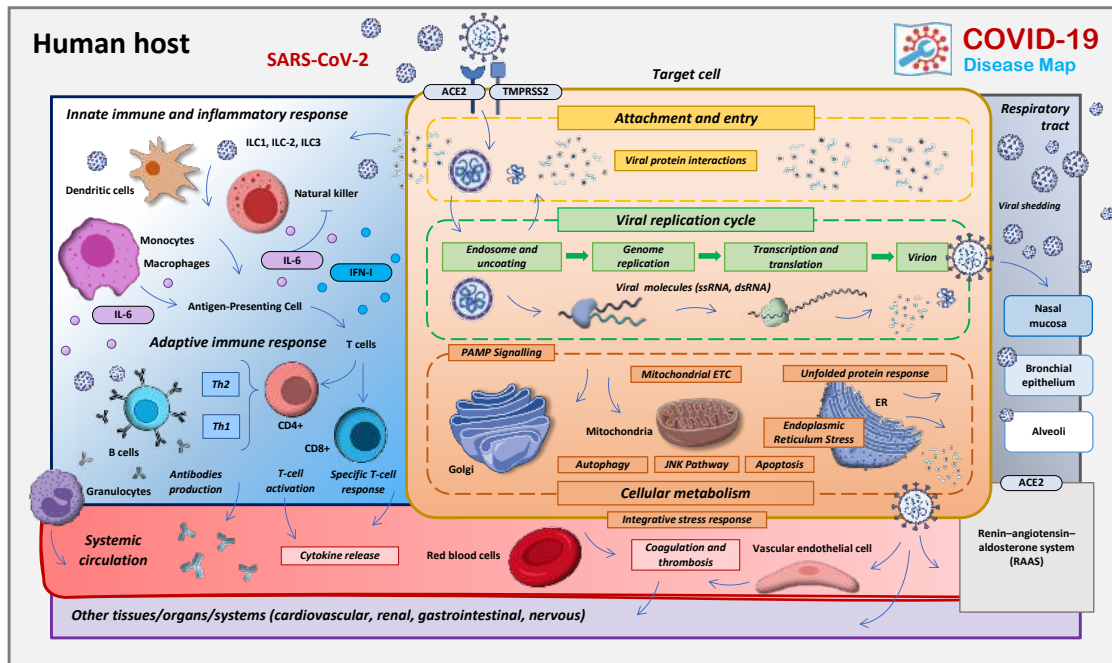 Human host
SARS-CoV-2
COVID-19
Disease Map
Target cell
ACE2
TMPRSS2
Innate immune and inflammatory response
ILC1, ILC-2, ILC3
Dendritic cells
Natural killer
Monocytes
Macrophages
IL-6
IFN-I
IL-6
Antigen-Presenting Cell
Adaptive immune response
T cells
Th2
Th1
CD4+
CD8+
B cells
Granulocytes
Antibodies
production
T-cell
activation
Specific T-cell
response
Attachment and entry
Viral protein interactions
Viral replication cycle
Endosome and
uncoating
Genome
replication
Transcription and
translation
Virion
Viral molecules (ssRNA, dsRNA)
PAMP Signalling
Mitochondrial ETC
Unfolded protein response
ER
Mitochondria
Endoplasmic
Reticulum Stress
Golgi
Autophagy
JNK Pathway
Apoptosis
Cellular metabolism
Integrative stress response
Respiratory
tract
Viral shedding
Nasal
mucosa
Bronchial
epithelium
Alveoli
ACE2
Renin–angiotensin–
aldosterone system
(RAAS)
Systemic
circulation
Cytokine release
Red blood cells
Coagulation and
thrombosis
Vascular endothelial cell
Other tissues/organs/systems (cardiovascular, renal, gastrointestinal, nervous)